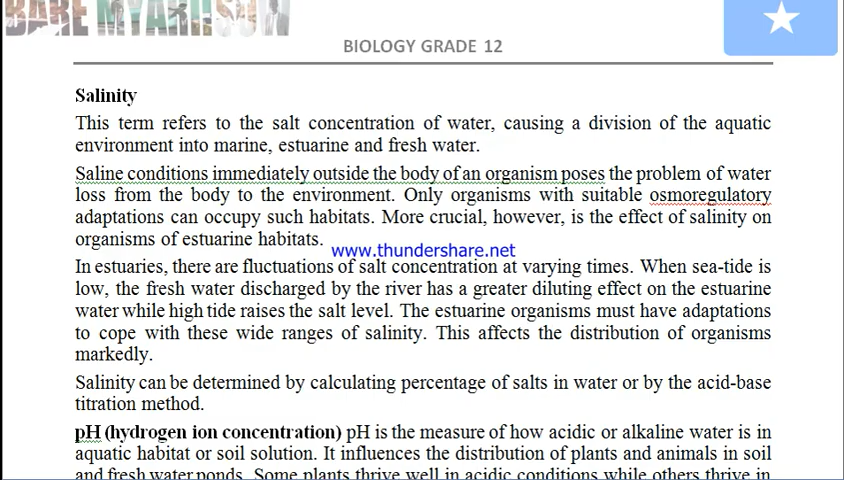 BARE MYAHISOW
BIOLOGY GRADE 12
Salinity
This term refers to the salt concentration of water, causing a division of the aquatic
environment into marine, estuarine and fresh water.
Saline conditions immediately outside the body of an organism poses the problem of water
loss from the body to the environment. Only organisms with suitable osmoregulatory
adaptations can occupy such habitats. More crucial, however, is the effect of salinity on
organisms of estuarine habitats.
www.thundershare.net
In estuaries, there are fluctuations of salt concentration at varying times. When sea-tide is
low, the fresh water discharged by the river has a greater diluting effect on the estuarine
water while high tide raises the salt level. The estuarine organisms must have adaptations
to cope with these wide ranges of salinity. This affects the distribution of organisms
markedly.
Salinity can be determined by calculating percentage of salts in water or by the acid-base
titration method.
pH (hydrogen ion concentration) pH is the measure of how acidic or alkaline water is in
aquatic habitat or soil solution. It influences the distribution of plants and animals in soil
and fresh water ponds. Some plants thrive well in acidic conditions while others thrive in